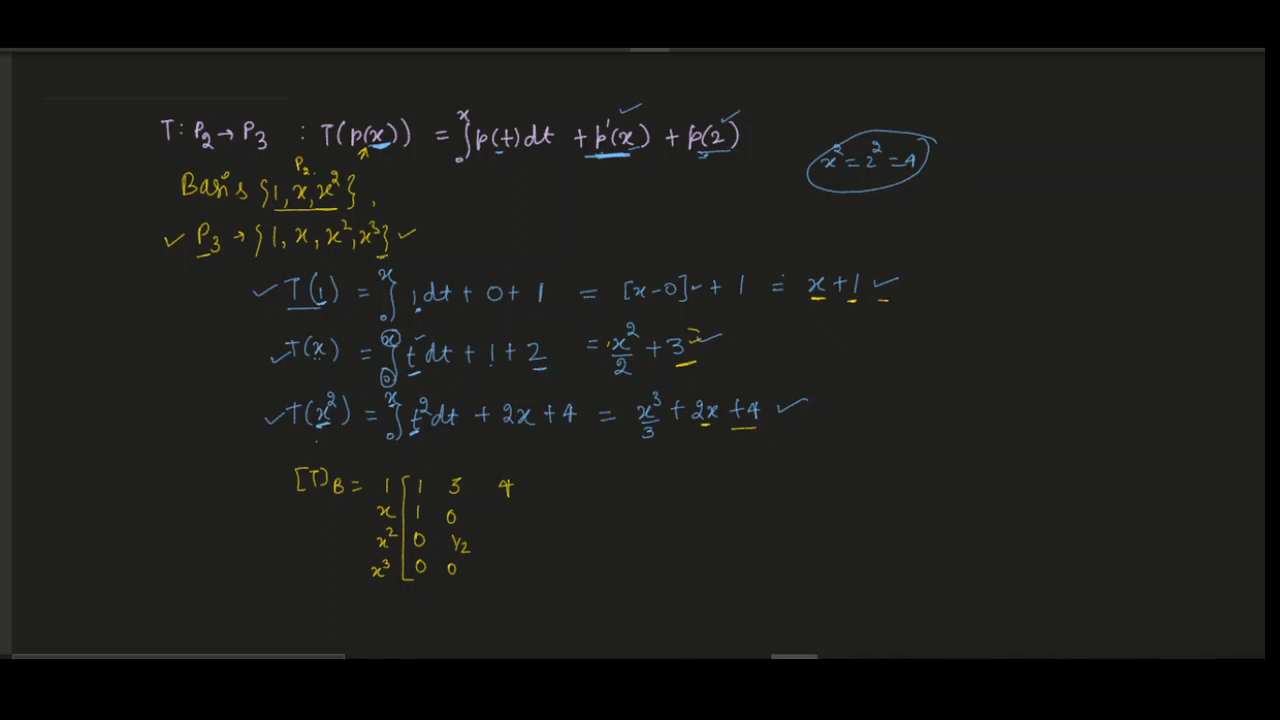 T: P₂ → P₃ : T(p(x)) = ∫₀ˣ p(t)dt + p'(x) + p(2)
x² = 2² = 4
P₂.
Basis {1, x, x²},
✓ P₃ → {1, x, x², x³} ✓
✓ T(1) = ∫₀ˣ 1dt + 0 + 1 = [x-0] + 1 = x + 1 ✓
✓ T(x) = ∫₀ˣ t dt + 1 + 2 = x²/2 + 3 ✓
✓ T(x²) = ∫₀ˣ t² dt + 2x + 4 = x³/3 + 2x + 4 ✓
[T]B = 1 [ 1 3 4
x 1 0
x² 0 1/2
x³ 0 0